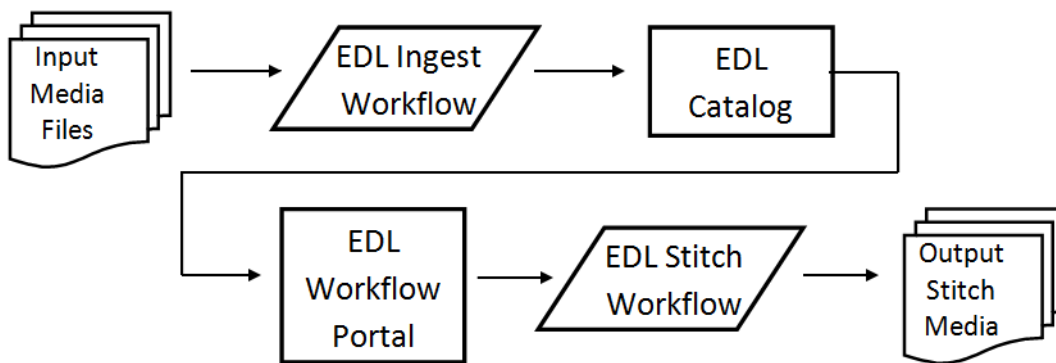 Input
Media
Files
EDL Ingest
Workflow
EDL
Catalog
EDL
Workflow
Portal
EDL Stitch
Workflow
Output
Stitch
Media